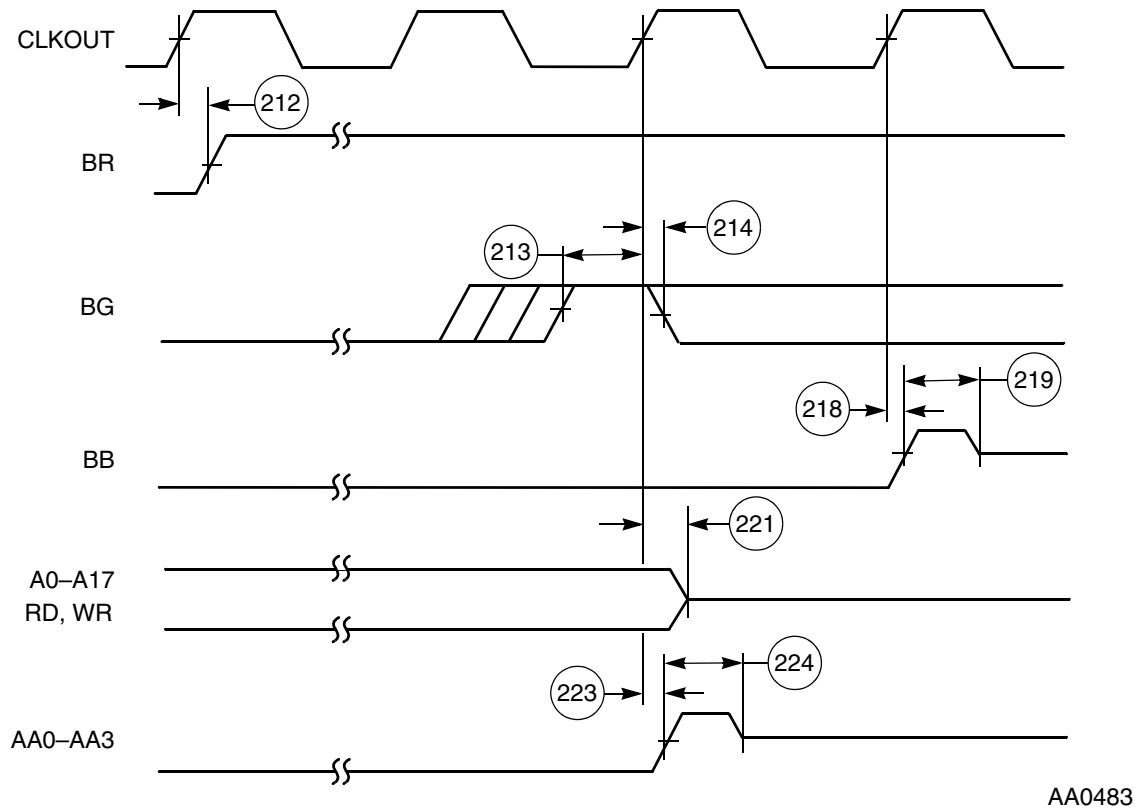 CLKOUT
212
BR
214
213
BG
219
218
BB
221
A0–A17
RD, WR
224
223
AA0–AA3
AA0483